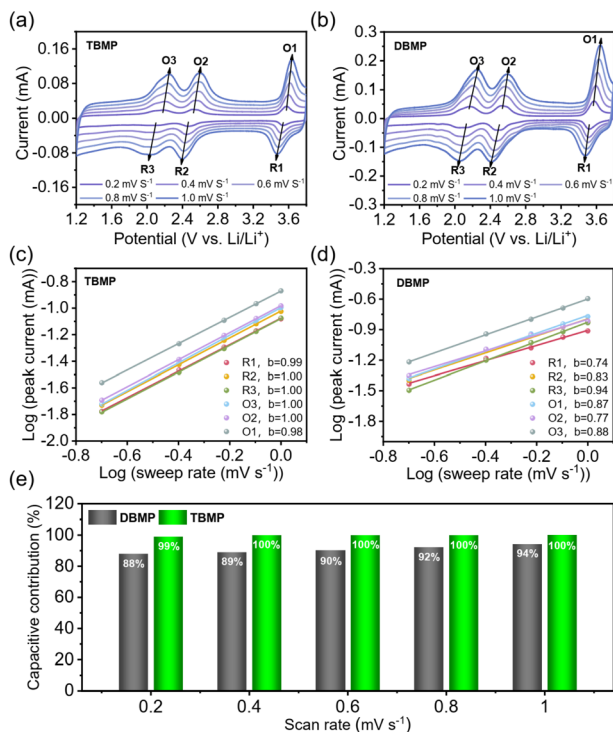 (a)
TBMP
O3
O2
O1
0.16
0.08
0.00
-0.08
-0.16
Current (mA)
R3
R2
R1
0.2 mV S⁻¹
0.4 mV S⁻¹
0.6 mV S⁻¹
0.8 mV S⁻¹
1.0 mV S⁻¹
1.2 1.8 2.4 3.0 3.6
Potential (V vs. Li/Li⁺)
(b)
DBMP
O3
O2
O1
0.3
0.2
0.1
0.0
-0.1
-0.2
-0.3
Current (mA)
R3
R2
R1
0.2 mV S⁻¹
0.4 mV S⁻¹
0.6 mV S⁻¹
0.8 mV S⁻¹
1.0 mV S⁻¹
1.2 1.8 2.4 3.0 3.6
Potential (V vs. Li/Li⁺)
(c)
TBMP
-0.8
-1.0
-1.2
-1.4
-1.6
-1.8
-2.0
Log (peak current (mA))
R1, b=0.99
R2, b=1.00
R3, b=1.00
O3, b=1.00
O2, b=1.00
O1, b=0.98
-0.8 -0.6 -0.4 -0.2 0.0
Log (sweep rate (mV s⁻¹))
(d)
DBMP
-0.3
-0.6
-0.9
-1.2
-1.5
-1.8
Log (peak current (mA))
R1, b=0.74
R2, b=0.83
R3, b=0.94
O1, b=0.87
O2, b=0.77
O3, b=0.88
-0.8 -0.6 -0.4 -0.2 0.0
Log (sweep rate (mV s⁻¹))
(e)
120
100
80
60
40
20
0
Capacitive contribution (%)
DBMP
TBMP
88%
99%
89%
100%
90%
100%
92%
100%
94%
100%
0.2 0.4 0.6 0.8 1
Scan rate (mV s⁻¹)